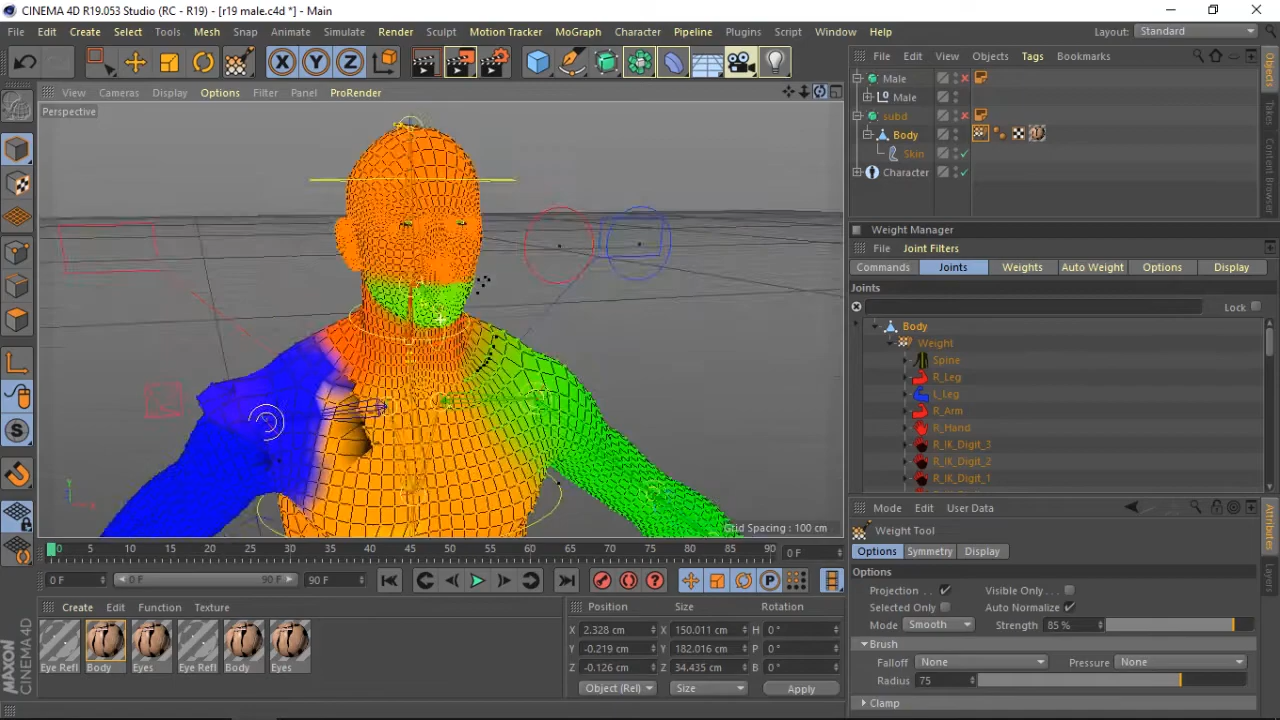 CINEMA 4D R19.053 Studio (RC - R19) - [r19 male.c4d *] - Main
File Edit Create Select Tools Mesh Snap Animate Simulate Render Sculpt Motion Tracker MoGraph Character Pipeline Plugins Script Window Help Layout: Standard
View Cameras Display Options Filter Panel ProRender
Perspective
Grid Spacing : 100 cm
0 5 10 15 20 25 30 35 40 45 50 55 60 65 70 75 80 85 90 0 F
0 F 0 F 90 F 90 F
Create Edit Function Texture
Eye Refl Body Eyes Eye Refl Body Eyes
MAXON CINEMA 4D
Position Size Rotation
X 2.328 cm X 150.011 cm H 0 °
Y -0.219 cm Y 182.016 cm P 0 °
Z -0.126 cm Z 34.435 cm B 0 °
Object (Rel) Size Apply
File Edit View Objects Tags Bookmarks
Male
Male
subd
Body
Skin
Character
Objects
Takes
Content Browser
Weight Manager
File Joint Filters
Commands Joints Weights Auto Weight Options Display
Joints
Lock
Body
Weight
Spine
R_Leg
L_Leg
R_Arm
R_Hand
R_IK_Digit_3
R_IK_Digit_2
R_IK_Digit_1
Mode Edit User Data
Weight Tool
Options Symmetry Display
Options
Projection . . Visible Only . . .
Selected Only Auto Normalize
Mode Smooth Strength 85 %
Brush
Falloff None Pressure None
Radius 75
Clamp
Attributes
Layers